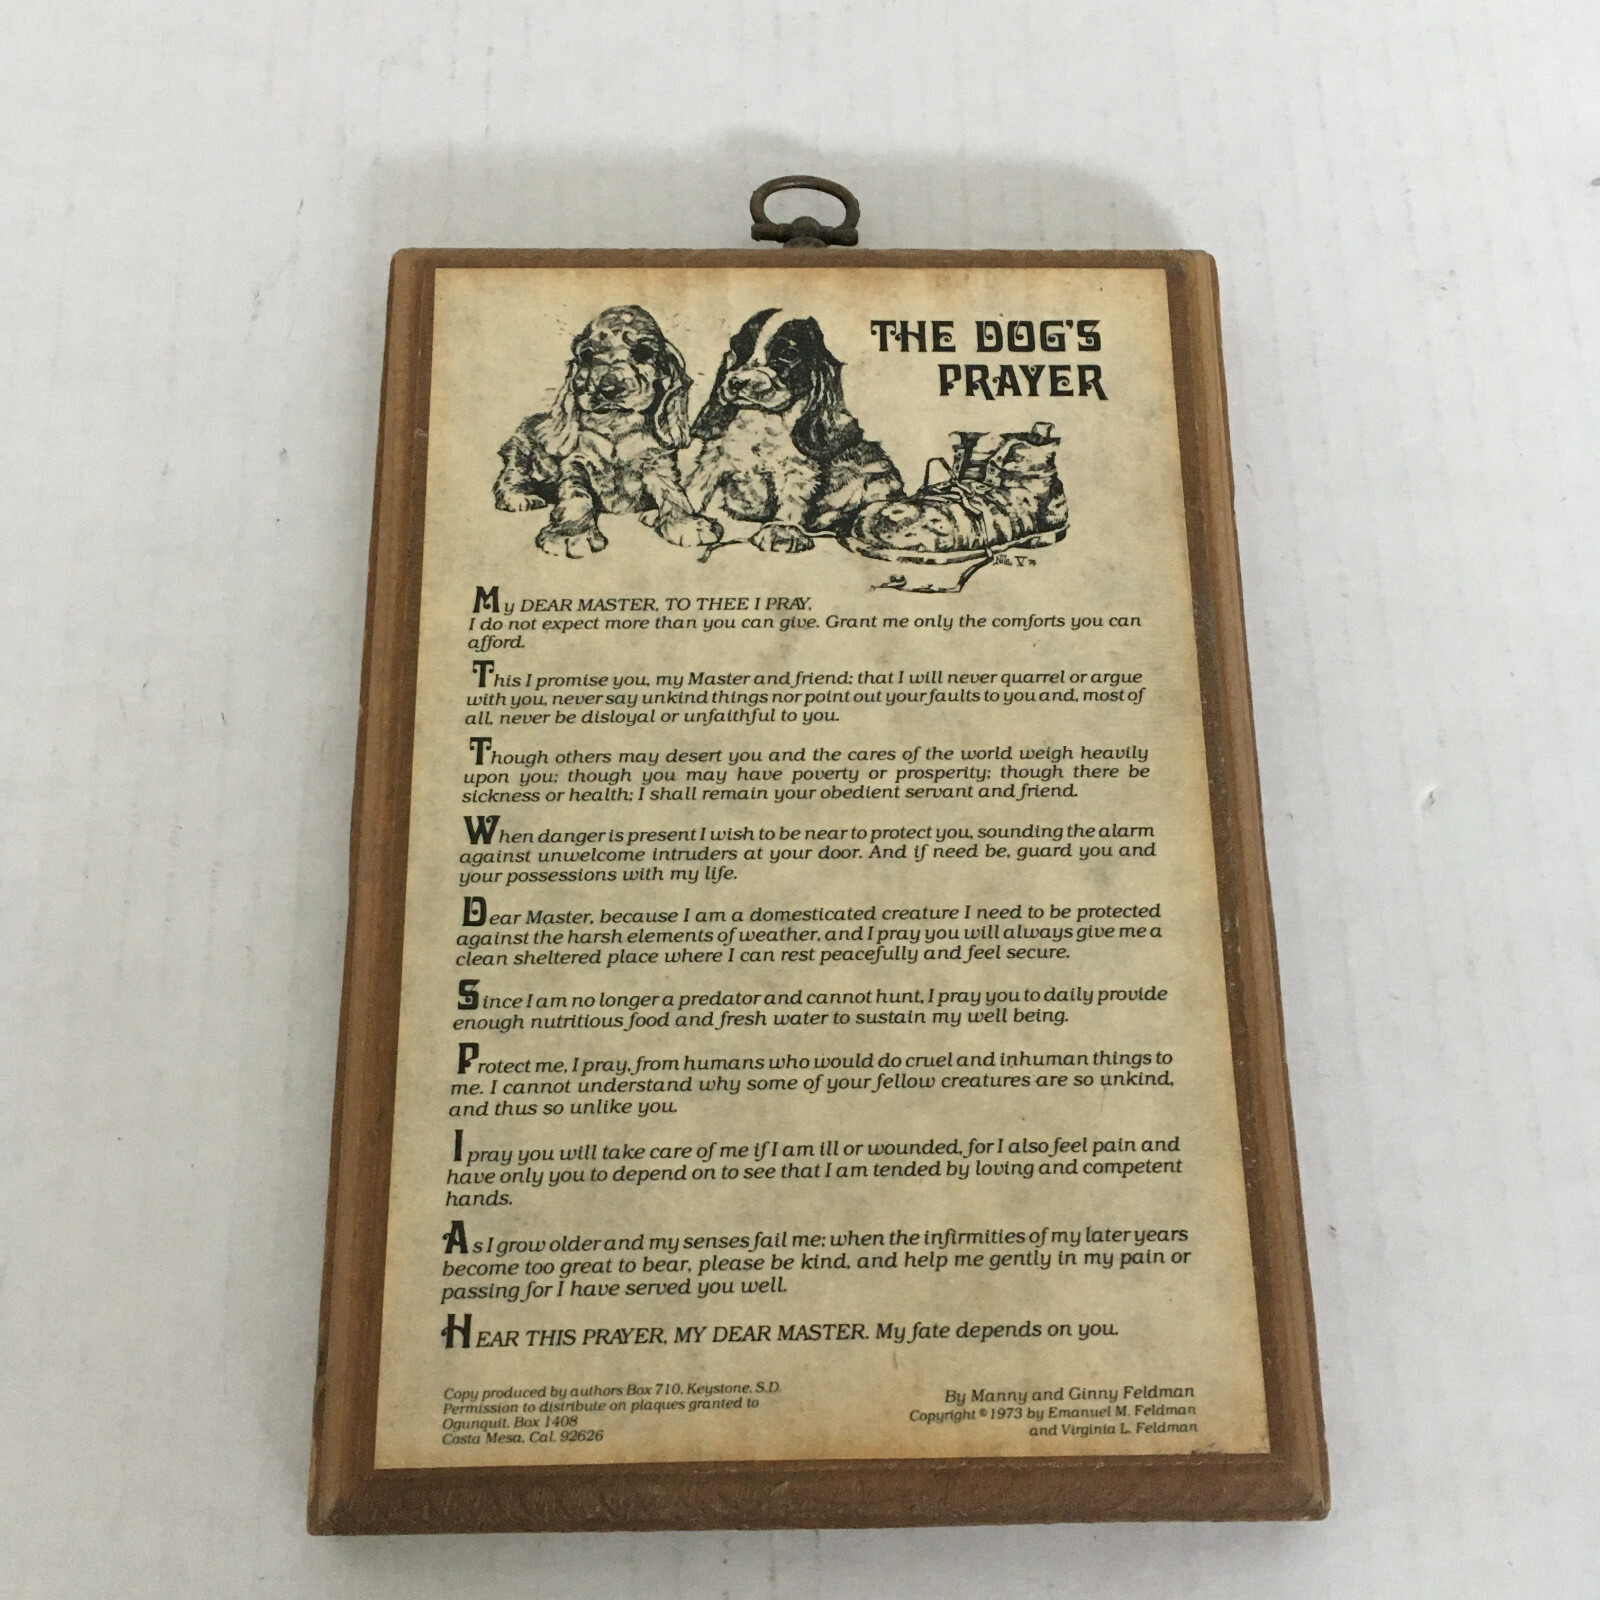 THE DOG'S
PRAYER
My DEAR MASTER, TO THEE I PRAY,
I do not expect more than you can give. Grant me only the comforts you can
afford.
This I promise you, my Master and friend: that I will never quarrel or argue
with you, never say unkind things nor point out your faults to you and, most of
all, never be disloyal or unfaithful to you.
Though others may desert you and the cares of the world weigh heavily
upon you; though you may have poverty or prosperity; though there be
sickness or health; I shall remain your obedient servant and friend.
When danger is present I wish to be near to protect you, sounding the alarm
against unwelcome intruders at your door. And if need be, guard you and
your possessions with my life.
Dear Master, because I am a domesticated creature I need to be protected
against the harsh elements of weather, and I pray you will always give me a
clean sheltered place where I can rest peacefully and feel secure.
Since I am no longer a predator and cannot hunt, I pray you to daily provide
enough nutritious food and fresh water to sustain my well being.
Protect me, I pray, from humans who would do cruel and inhuman things to
me. I cannot understand why some of your fellow creatures are so unkind,
and thus so unlike you.
I pray you will take care of me if I am ill or wounded, for I also feel pain and
have only you to depend on to see that I am tended by loving and competent
hands.
As I grow older and my senses fail me; when the infirmities of my later years
become too great to bear, please be kind, and help me gently in my pain or
passing for I have served you well.
HEAR THIS PRAYER, MY DEAR MASTER. My fate depends on you.
Copy produced by authors Box 710, Keystone, S.D.
Permission to distribute on plaques granted to
Ogunquit, Box 1408
Costa Mesa, Cal. 92626
By Manny and Ginny Feldman
Copyright © 1973 by Emanuel M. Feldman
and Virginia L. Feldman